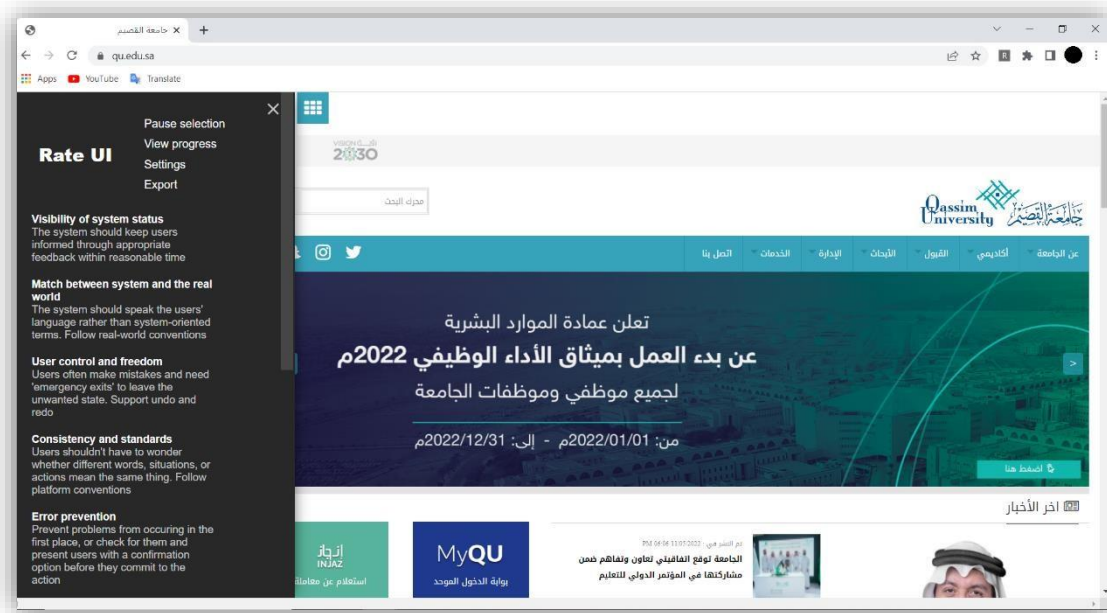 جامعة القصيم
qu.edu.sa
Apps
YouTube
Translate
Rate UI
Pause selection
View progress
Settings
Export
Visibility of system status
The system should keep users
informed through appropriate
feedback within reasonable time
Match between system and the real
world
The system should speak the users'
language rather than system-oriented
terms. Follow real-world conventions
User control and freedom
Users often make mistakes and need
'emergency exits' to leave the
unwanted state. Support undo and
redo
Consistency and standards
Users shouldn't have to wonder
whether different words, situations, or
actions mean the same thing. Follow
platform conventions
Error prevention
Prevent problems from occuring in the
first place, or check for them and
present users with a confirmation
option before they commit to the
action
VISION رؤيـــة
2030
محرك البحث
Qassim
University
جامعة القصيم
عن الجامعة
أكاديمي
القبول
الأبحاث
الإدارة
الخدمات
اتصل بنا
تعلن عمادة الموارد البشرية
عن بدء العمل بميثاق الأداء الوظيفي 2022م
لجميع موظفي وموظفات الجامعة
من: 2022/01/01م - إلى: 2022/12/31م
اضغط هنا
اخر الأخبار
الجامعة توقع اتفاقيتي تعاون وتفاهم ضمن
مشاركتها في المؤتمر الدولي للتعليم
MyQU
بوابة الدخول الموحد
إنجاز
INJAZ
استعلام عن معاملة